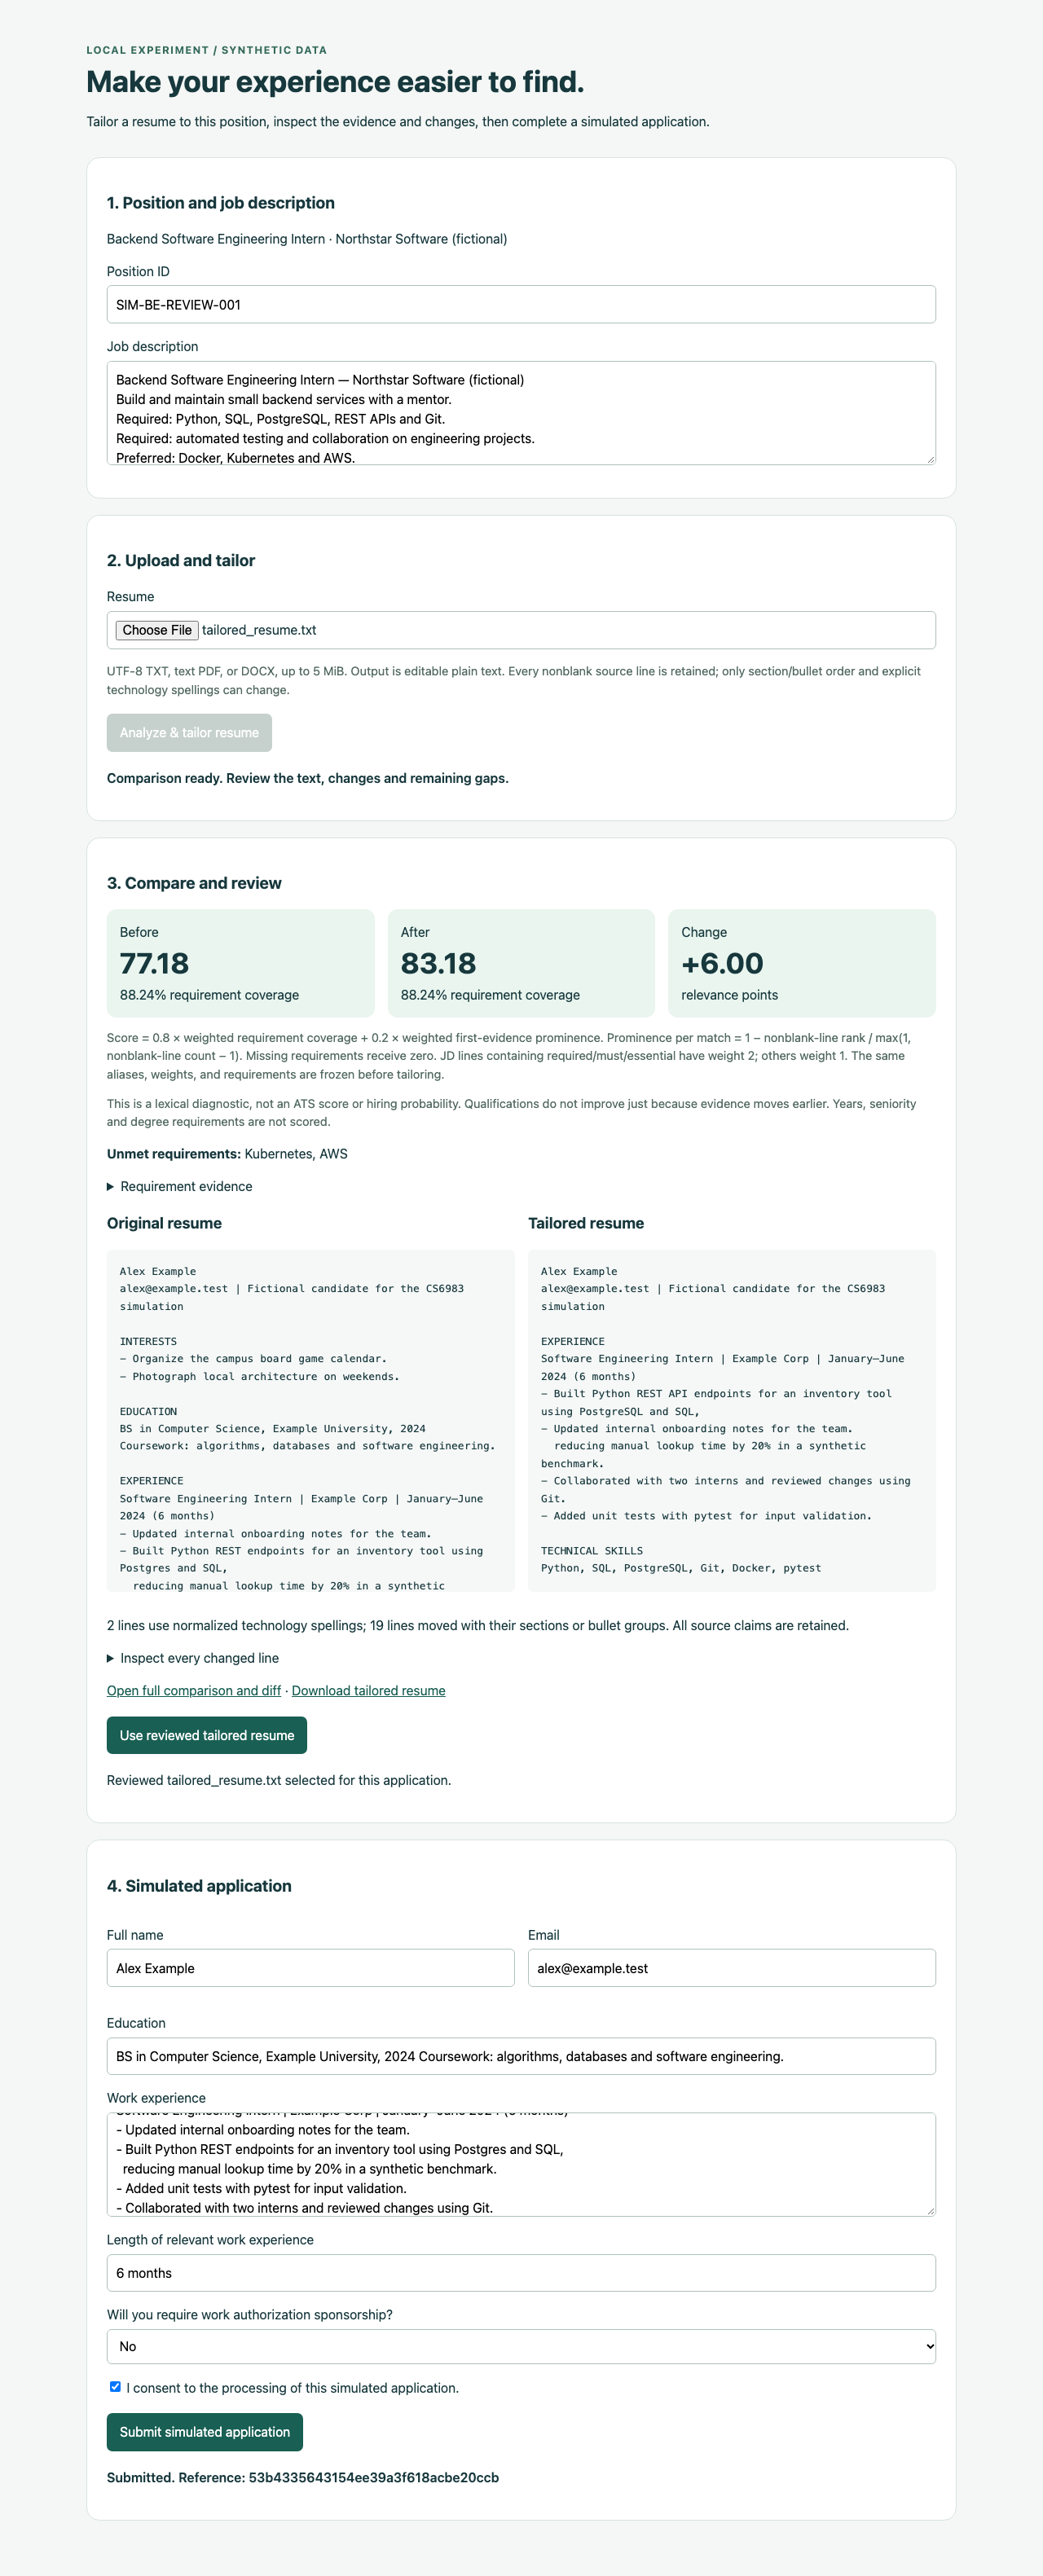 LOCAL EXPERIMENT / SYNTHETIC DATA
Make your experience easier to find.
Tailor a resume to this position, inspect the evidence and changes, then complete a simulated application.
1. Position and job description
Backend Software Engineering Intern · Northstar Software (fictional)
Position ID
SIM-BE-REVIEW-001
Job description
Backend Software Engineering Intern — Northstar Software (fictional)
Build and maintain small backend services with a mentor.
Required: Python, SQL, PostgreSQL, REST APIs and Git.
Required: automated testing and collaboration on engineering projects.
Preferred: Docker, Kubernetes and AWS.
2. Upload and tailor
Resume
Choose File tailored_resume.txt
UTF-8 TXT, text PDF, or DOCX, up to 5 MiB. Output is editable plain text. Every nonblank source line is retained; only section/bullet order and explicit
technology spellings can change.
Analyze & tailor resume
Comparison ready. Review the text, changes and remaining gaps.
3. Compare and review
Before
77.18
88.24% requirement coverage
After
83.18
88.24% requirement coverage
Change
+6.00
relevance points
Score = 0.8 × weighted requirement coverage + 0.2 × weighted first-evidence prominence. Prominence per match = 1 − nonblank-line rank / max(1,
nonblank-line count − 1). Missing requirements receive zero. JD lines containing required/must/essential have weight 2; others weight 1. The same
aliases, weights, and requirements are frozen before tailoring.
This is a lexical diagnostic, not an ATS score or hiring probability. Qualifications do not improve just because evidence moves earlier. Years, seniority
and degree requirements are not scored.
Unmet requirements: Kubernetes, AWS
▶ Requirement evidence
Original resume
Alex Example
alex@example.test | Fictional candidate for the CS6983
simulation
INTERESTS
- Organize the campus board game calendar.
- Photograph local architecture on weekends.
EDUCATION
BS in Computer Science, Example University, 2024
Coursework: algorithms, databases and software engineering.
EXPERIENCE
Software Engineering Intern | Example Corp | January–June
2024 (6 months)
- Updated internal onboarding notes for the team.
- Built Python REST endpoints for an inventory tool using
Postgres and SQL,
reducing manual lookup time by 20% in a synthetic
Tailored resume
Alex Example
alex@example.test | Fictional candidate for the CS6983
simulation
EXPERIENCE
Software Engineering Intern | Example Corp | January–June
2024 (6 months)
- Built Python REST API endpoints for an inventory tool
using PostgreSQL and SQL,
- Updated internal onboarding notes for the team.
reducing manual lookup time by 20% in a synthetic
benchmark.
- Collaborated with two interns and reviewed changes using
Git.
- Added unit tests with pytest for input validation.
TECHNICAL SKILLS
Python, SQL, PostgreSQL, Git, Docker, pytest
2 lines use normalized technology spellings; 19 lines moved with their sections or bullet groups. All source claims are retained.
▶ Inspect every changed line
Open full comparison and diff · Download tailored resume
Use reviewed tailored resume
Reviewed tailored_resume.txt selected for this application.
4. Simulated application
Full name
Alex Example
Email
alex@example.test
Education
BS in Computer Science, Example University, 2024 Coursework: algorithms, databases and software engineering.
Work experience
Software Engineering Intern | Example Corp | January–June 2024 (6 months)
- Updated internal onboarding notes for the team.
- Built Python REST endpoints for an inventory tool using Postgres and SQL,
reducing manual lookup time by 20% in a synthetic benchmark.
- Added unit tests with pytest for input validation.
- Collaborated with two interns and reviewed changes using Git.
Length of relevant work experience
6 months
Will you require work authorization sponsorship?
No
I consent to the processing of this simulated application.
Submit simulated application
Submitted. Reference: 53b4335643154ee39a3f618acbe20ccb